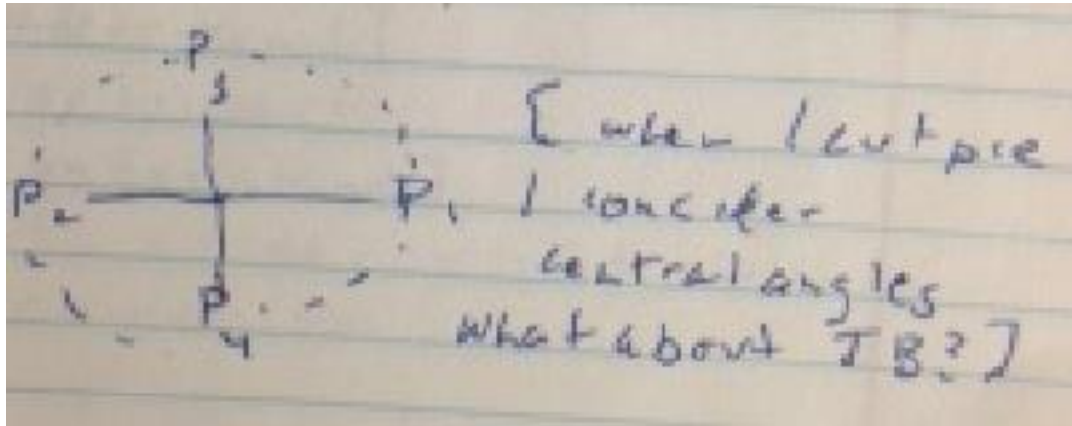 P3
P2 P1
P4
[ when I cut pie
I consider
central angles
What about JB? ]